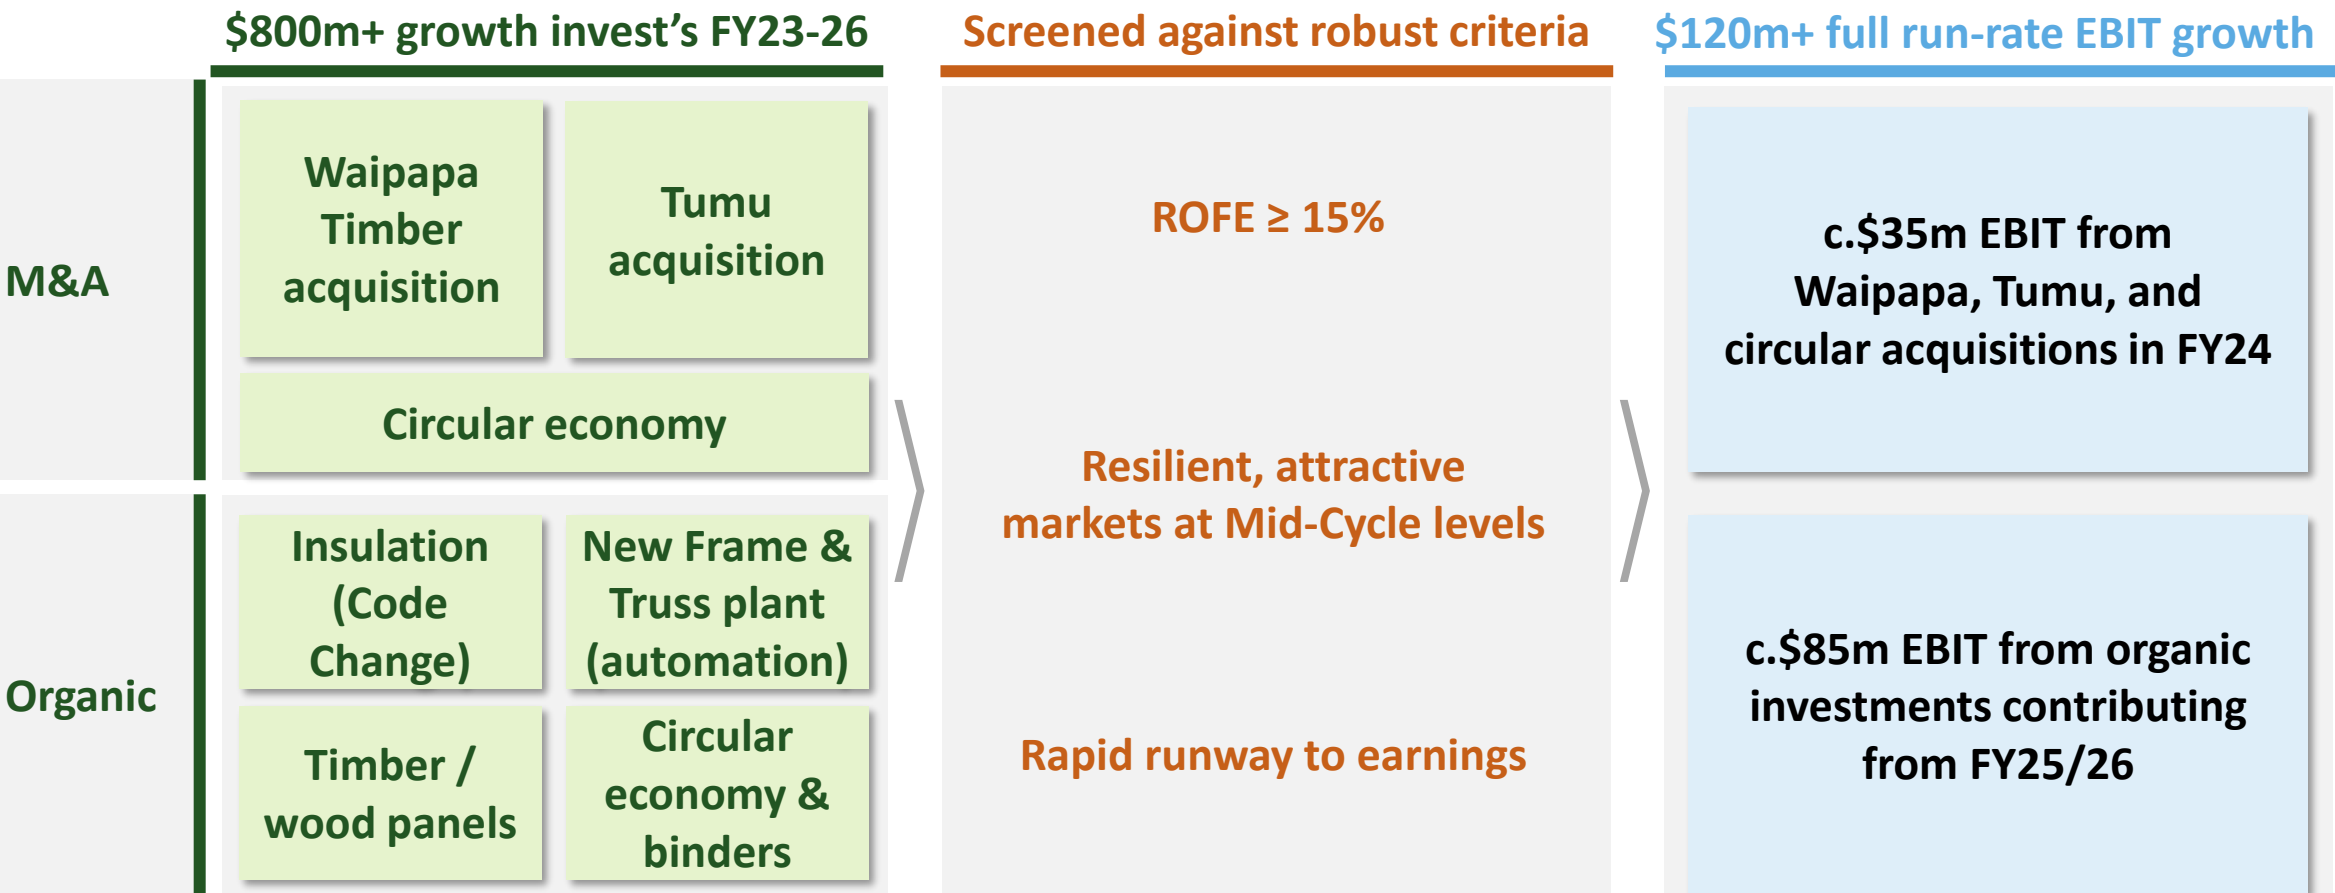 $800m+ growth invest's FY23-26
Screened against robust criteria
$120m+ full run-rate EBIT growth
M&A
Waipapa
Timber
acquisition
Tumu
acquisition
Circular economy
Organic
Insulation
(Code
Change)
New Frame &
Truss plant
(automation)
Timber /
wood panels
Circular
economy &
binders
ROFE ≥ 15%
Resilient, attractive
markets at Mid-Cycle levels
Rapid runway to earnings
c.$35m EBIT from
Waipapa, Tumu, and
circular acquisitions in FY24
c.$85m EBIT from organic
investments contributing
from FY25/26